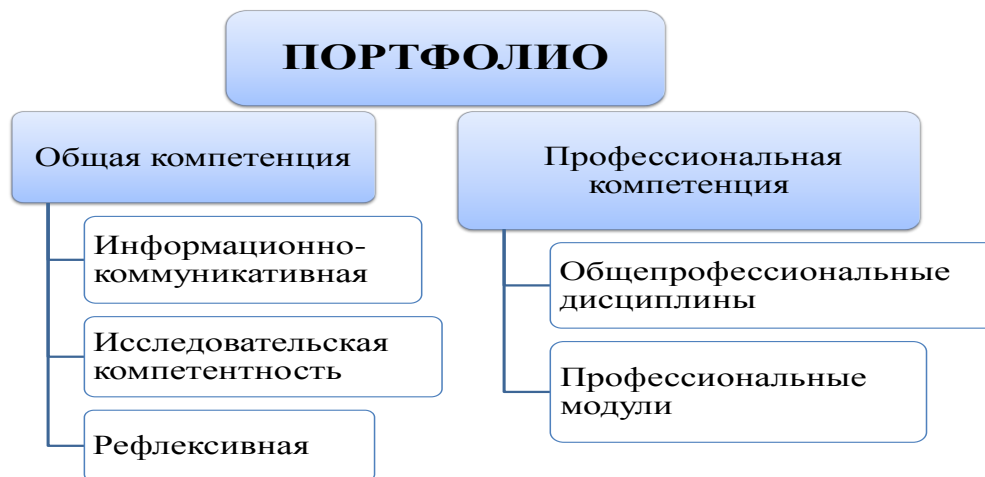 ПОРТФОЛИО
Общая компетенция
Информационно-
коммуникативная
Исследовательская
компетентность
Рефлексивная
Профессиональная
компетенция
Общепрофессиональные
дисциплины
Профессиональные
модули